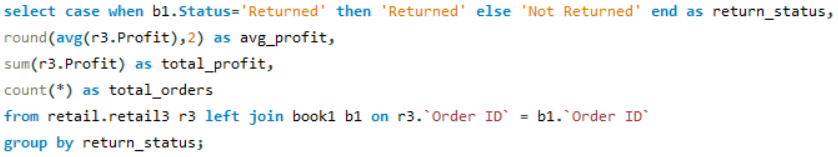 select case when b1.Status='Returned' then 'Returned' else 'Not Returned' end as return_status,
round(avg(r3.Profit),2) as avg_profit,
sum(r3.Profit) as total_profit,
count(*) as total_orders
from retail.retail3 r3 left join book1 b1 on r3.`Order ID` = b1.`Order ID`
group by return_status;